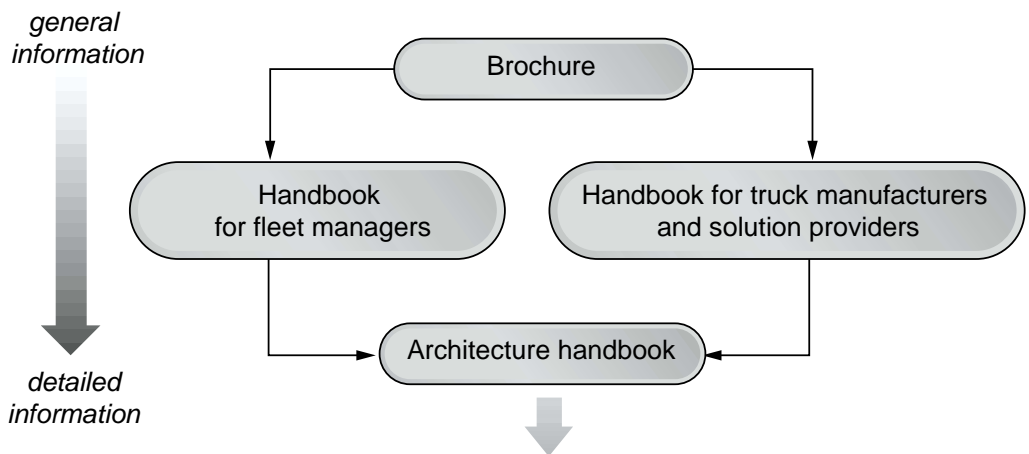 general
information
Brochure
Handbook
for fleet managers
Handbook for truck manufacturers
and solution providers
Architecture handbook
detailed
information